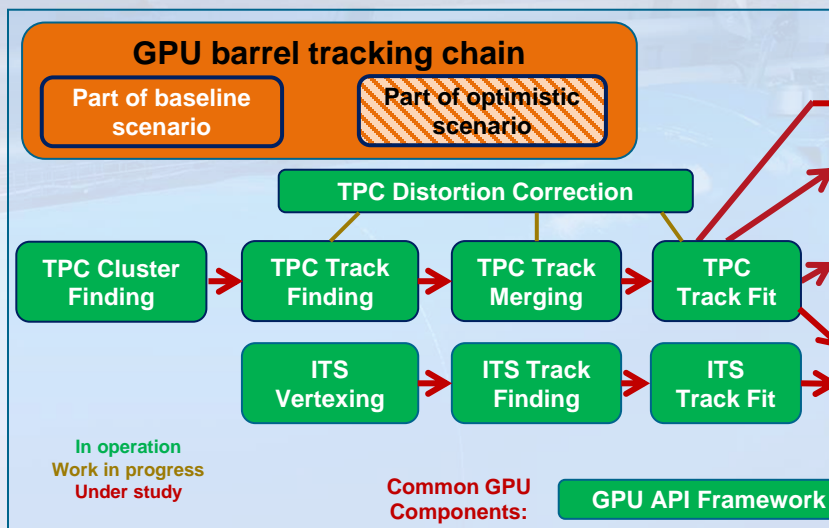 GPU barrel tracking chain
Part of baseline
scenario
Part of optimistic
scenario
TPC Distortion Correction
TPC Cluster
Finding
TPC Track
Finding
TPC Track
Merging
TPC
Track Fit
ITS
Vertexing
ITS Track
Finding
ITS
Track Fit
In operation
Work in progress
Under study
Common GPU
Components:
GPU API Framework